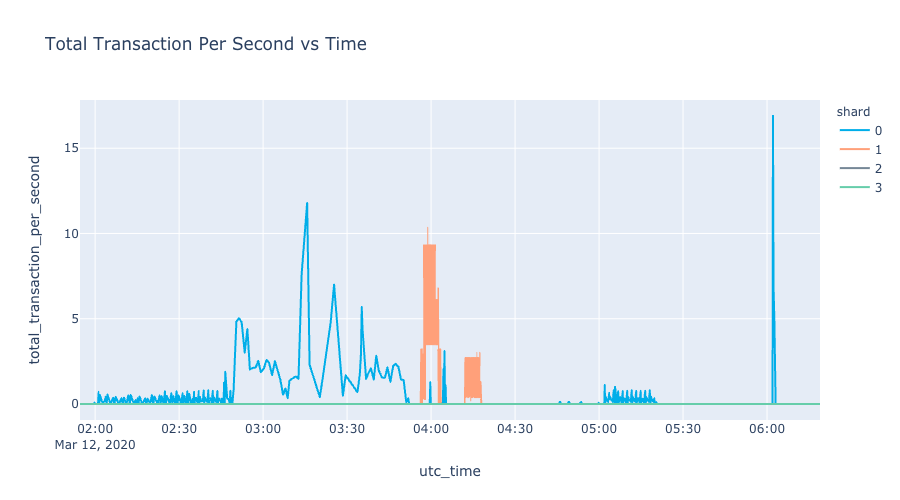 Total Transaction Per Second vs Time
total_transaction_per_second
15
10
5
0
02:00 02:30 03:00 03:30 04:00 04:30 05:00 05:30 06:00
Mar 12, 2020
utc_time
shard
0
1
2
3